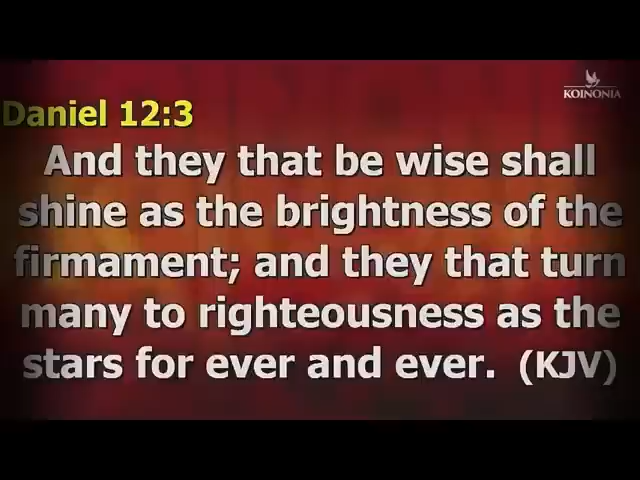 KOINONIA
Daniel 12:3
And they that be wise shall
shine as the brightness of the
firmament; and they that turn
many to righteousness as the
stars for ever and ever. (KJV)